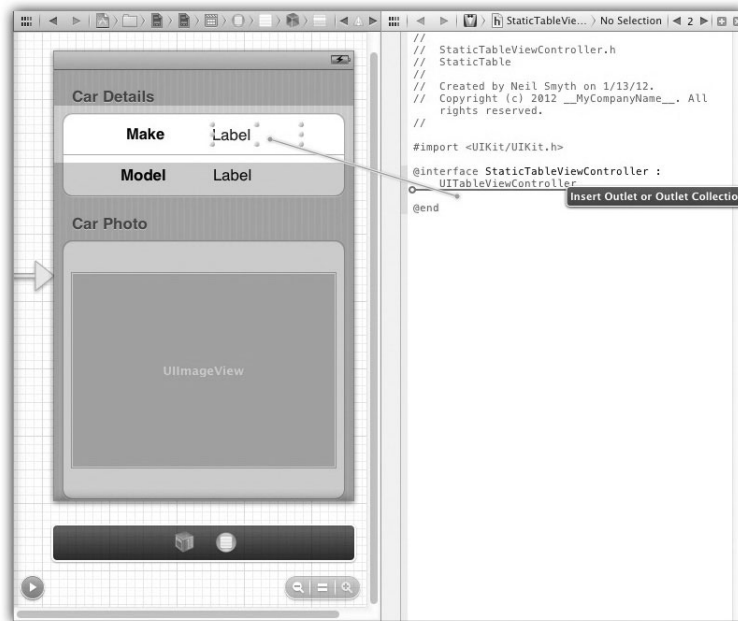 h StaticTableVie... No Selection 2
Car Details
Make Label
Model Label
Car Photo
UIImageView
//
// StaticTableViewController.h
// StaticTable
//
// Created by Neil Smyth on 1/13/12.
// Copyright (c) 2012 __MyCompanyName__. All
rights reserved.
//
#import <UIKit/UIKit.h>
@interface StaticTableViewController :
UITableViewController
Insert Outlet or Outlet Collectio
@end